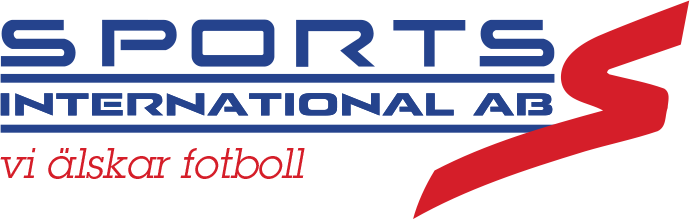 SPORTS
INTERNATIONAL AB
vi älskar fotboll